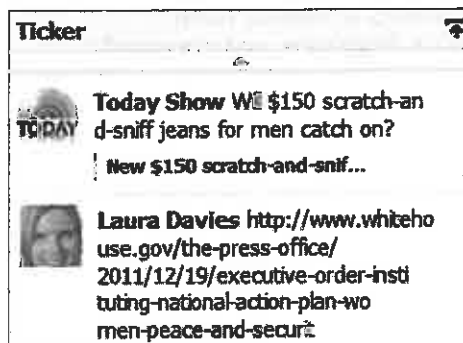 Ticker
TODAY
Today Show $150 scratch-an
d-sniff jeans for men catch on?
New $150 scratch-and-snif...
Laura Davies http://www.whiteho
use.gov/the-press-office/
2011/12/19/executive-order-insti
tuting-national-action-plan-wo
men-peace-and-securit